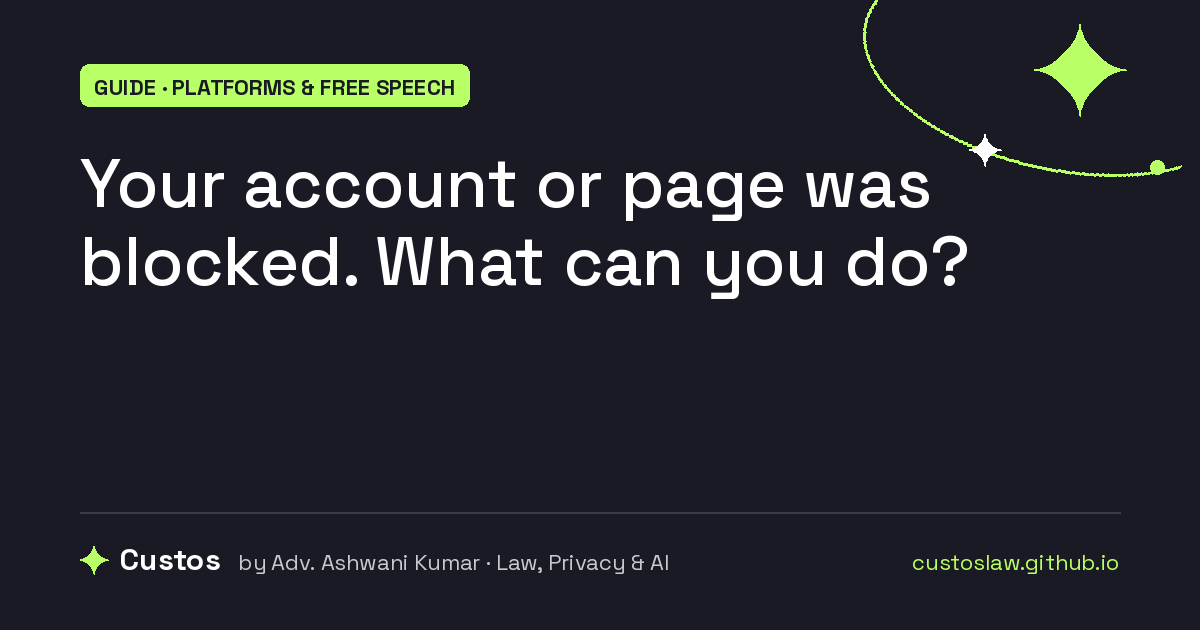 GUIDE · PLATFORMS & FREE SPEECH
Your account or page was
blocked. What can you do?
Custos by Adv. Ashwani Kumar · Law, Privacy & AI
custoslaw.github.io